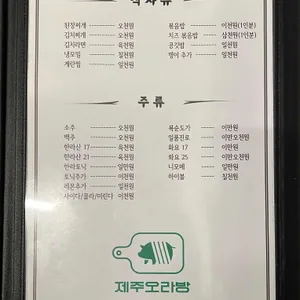 식사류
된장찌개 오천원
김치찌개 오천원
김치라면 육천원
냉모밀 칠천원
계란찜 일천원
볶음밥 이천원(1인분)
치즈 볶음밥 삼천원(1인분)
공깃밥 일천원
병어 추가 일천원
주류
소주 오천원
맥주 오천원
한라산 17 육천원
한라산 21 육천원
한라토닉 일만원
토닉추가 이천원
레몬추가 일천원
사이다/콜라/미린다 이천원
복순도가 이만원
일품진로 이만오천원
화요 17 이만원
화요 25 이만오천원
니모메 일만원
하이볼 칠천원
제주오라방